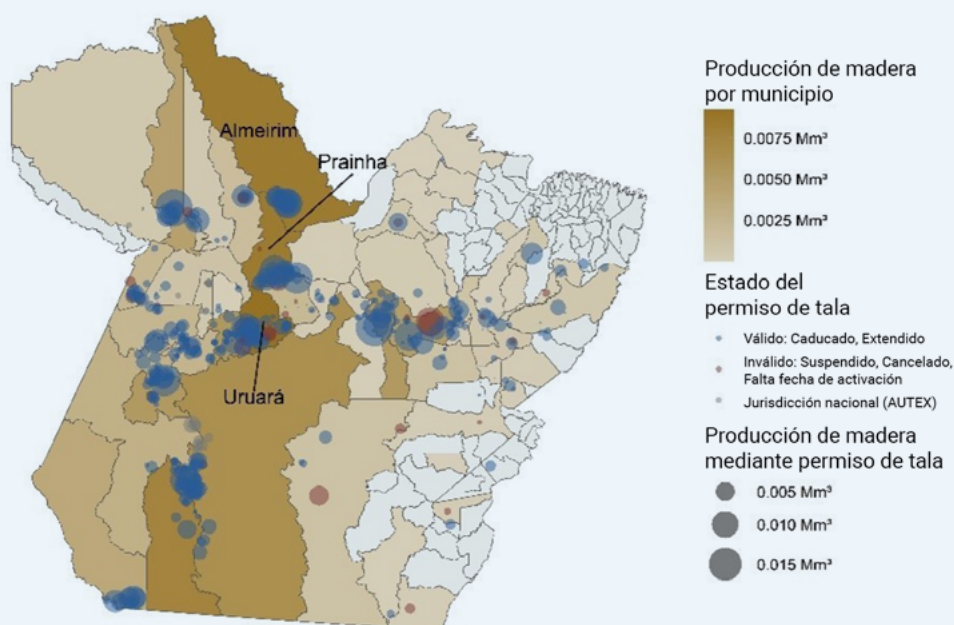 Almeirim
Prainha
Uruará
Producción de madera
por municipio
0.0075 Mm³
0.0050 Mm³
0.0025 Mm³
Estado del
permiso de tala
Válido: Caducado, Extendido
Inválido: Suspendido, Cancelado,
Falta fecha de activación
Jurisdicción nacional (AUTEX)
Producción de madera
mediante permiso de tala
0.005 Mm³
0.010 Mm³
0.015 Mm³